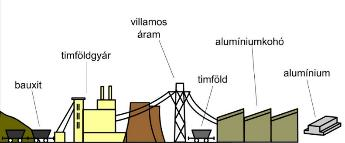 villamos
áram
timföldgyár
alumíniumkohó
bauxit
timföld
alumínium